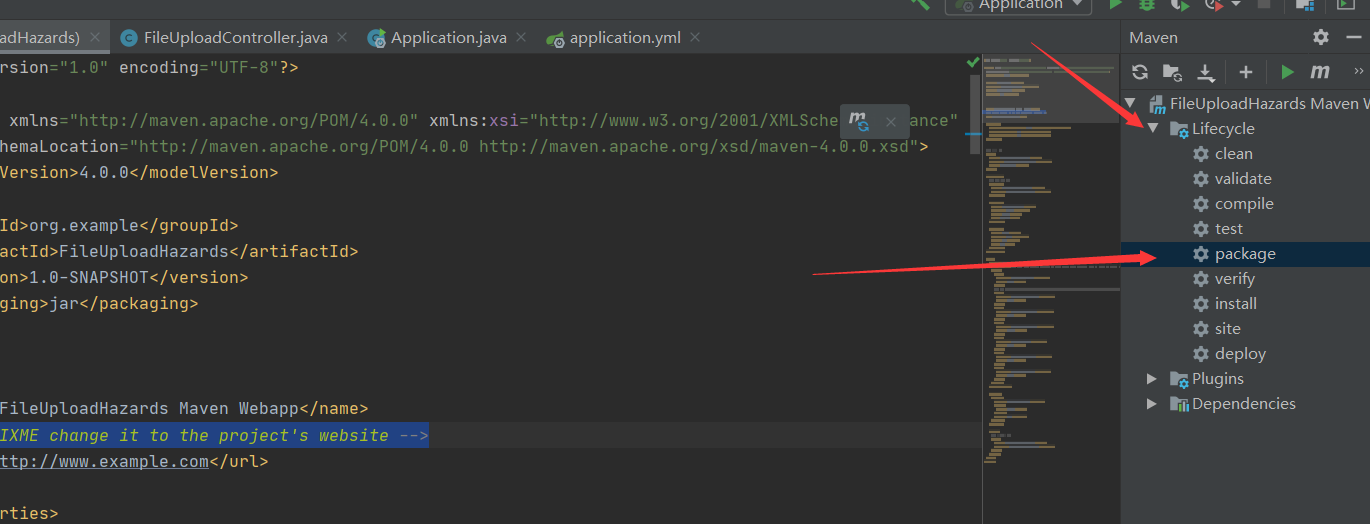 Application
adHazards)
FileUploadController.java
Application.java
application.yml
Maven
rsion="1.0" encoding="UTF-8"?>
xmlns="http://maven.apache.org/POM/4.0.0" xmlns:xsi="http://www.w3.org/2001/XMLSche ance"
hemaLocation="http://maven.apache.org/POM/4.0.0 http://maven.apache.org/xsd/maven-4.0.0.xsd">
Version>4.0.0</modelVersion>
Id>org.example</groupId>
actId>FileUploadHazards</artifactId>
on>1.0-SNAPSHOT</version>
ging>jar</packaging>
FileUploadHazards Maven Webapp</name>
IXME change it to the project's website -->
ttp://www.example.com</url>
rties>
m
m
FileUploadHazards Maven W
Lifecycle
clean
validate
compile
test
package
verify
install
site
deploy
Plugins
Dependencies